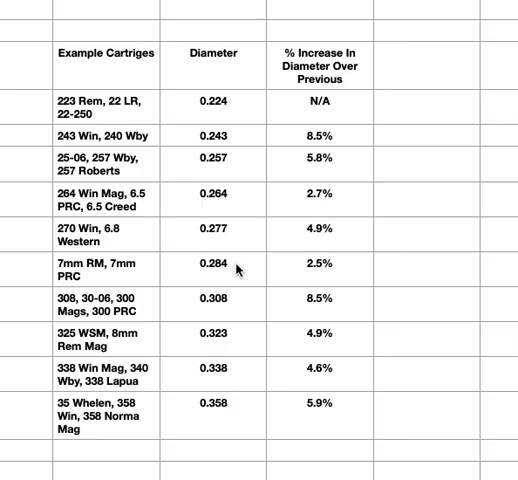 Example Cartriges Diameter % Increase In
Diameter Over
Previous
223 Rem, 22 LR, 0.224 N/A
22-250
243 Win, 240 Wby 0.243 8.5%
25-06, 257 Wby, 0.257 5.8%
257 Roberts
264 Win Mag, 6.5 0.264 2.7%
PRC, 6.5 Creed
270 Win, 6.8 0.277 4.9%
Western
7mm RM, 7mm 0.284 2.5%
PRC
308, 30-06, 300 0.308 8.5%
Mags, 300 PRC
325 WSM, 8mm 0.323 4.9%
Rem Mag
338 Win Mag, 340 0.338 4.6%
Wby, 338 Lapua
35 Whelen, 358 0.358 5.9%
Win, 358 Norma
Mag